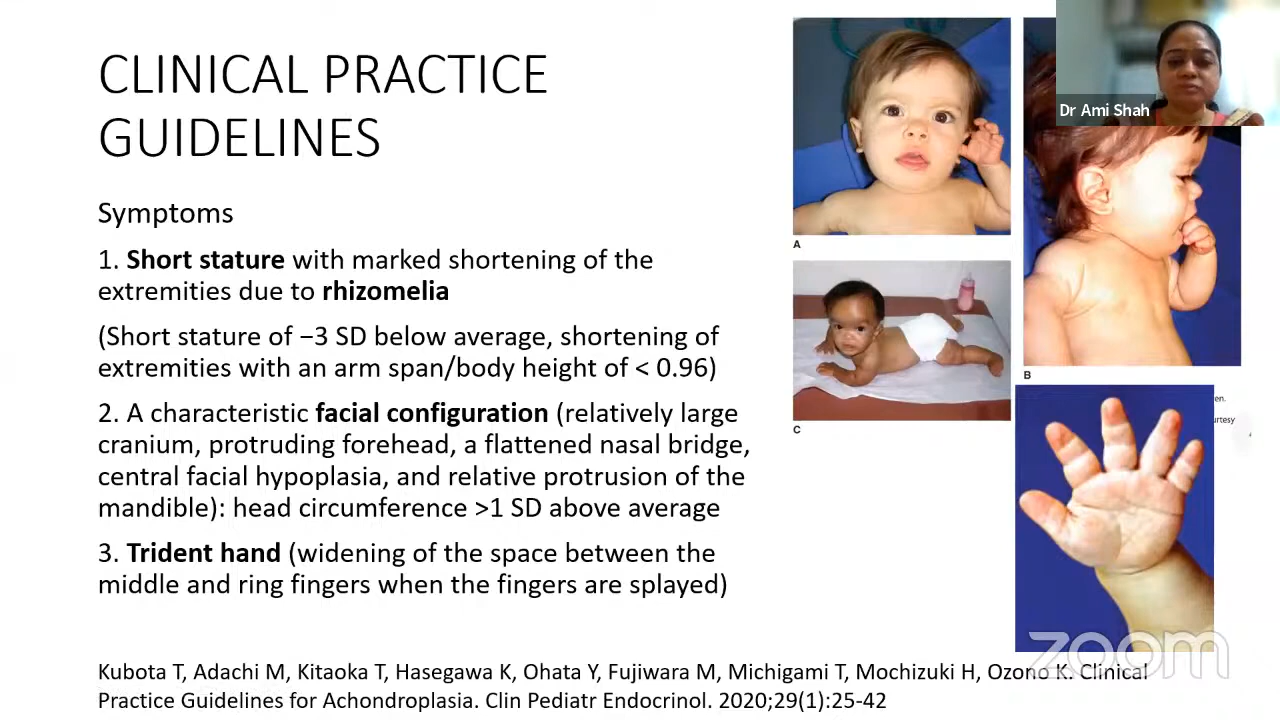 CLINICAL PRACTICE
GUIDELINES
Symptoms
1. Short stature with marked shortening of the
extremities due to rhizomelia
(Short stature of −3 SD below average, shortening of
extremities with an arm span/body height of < 0.96)
2. A characteristic facial configuration (relatively large
cranium, protruding forehead, a flattened nasal bridge,
central facial hypoplasia, and relative protrusion of the
mandible): head circumference >1 SD above average
3. Trident hand (widening of the space between the
middle and ring fingers when the fingers are splayed)
Kubota T, Adachi M, Kitaoka T, Hasegawa K, Ohata Y, Fujiwara M, Michigami T, Mochizuki H, Ozono K. Clinical
Practice Guidelines for Achondroplasia. Clin Pediatr Endocrinol. 2020;29(1):25-42
A
B
C
Dr Ami Shah
en.
urtesy
zoom